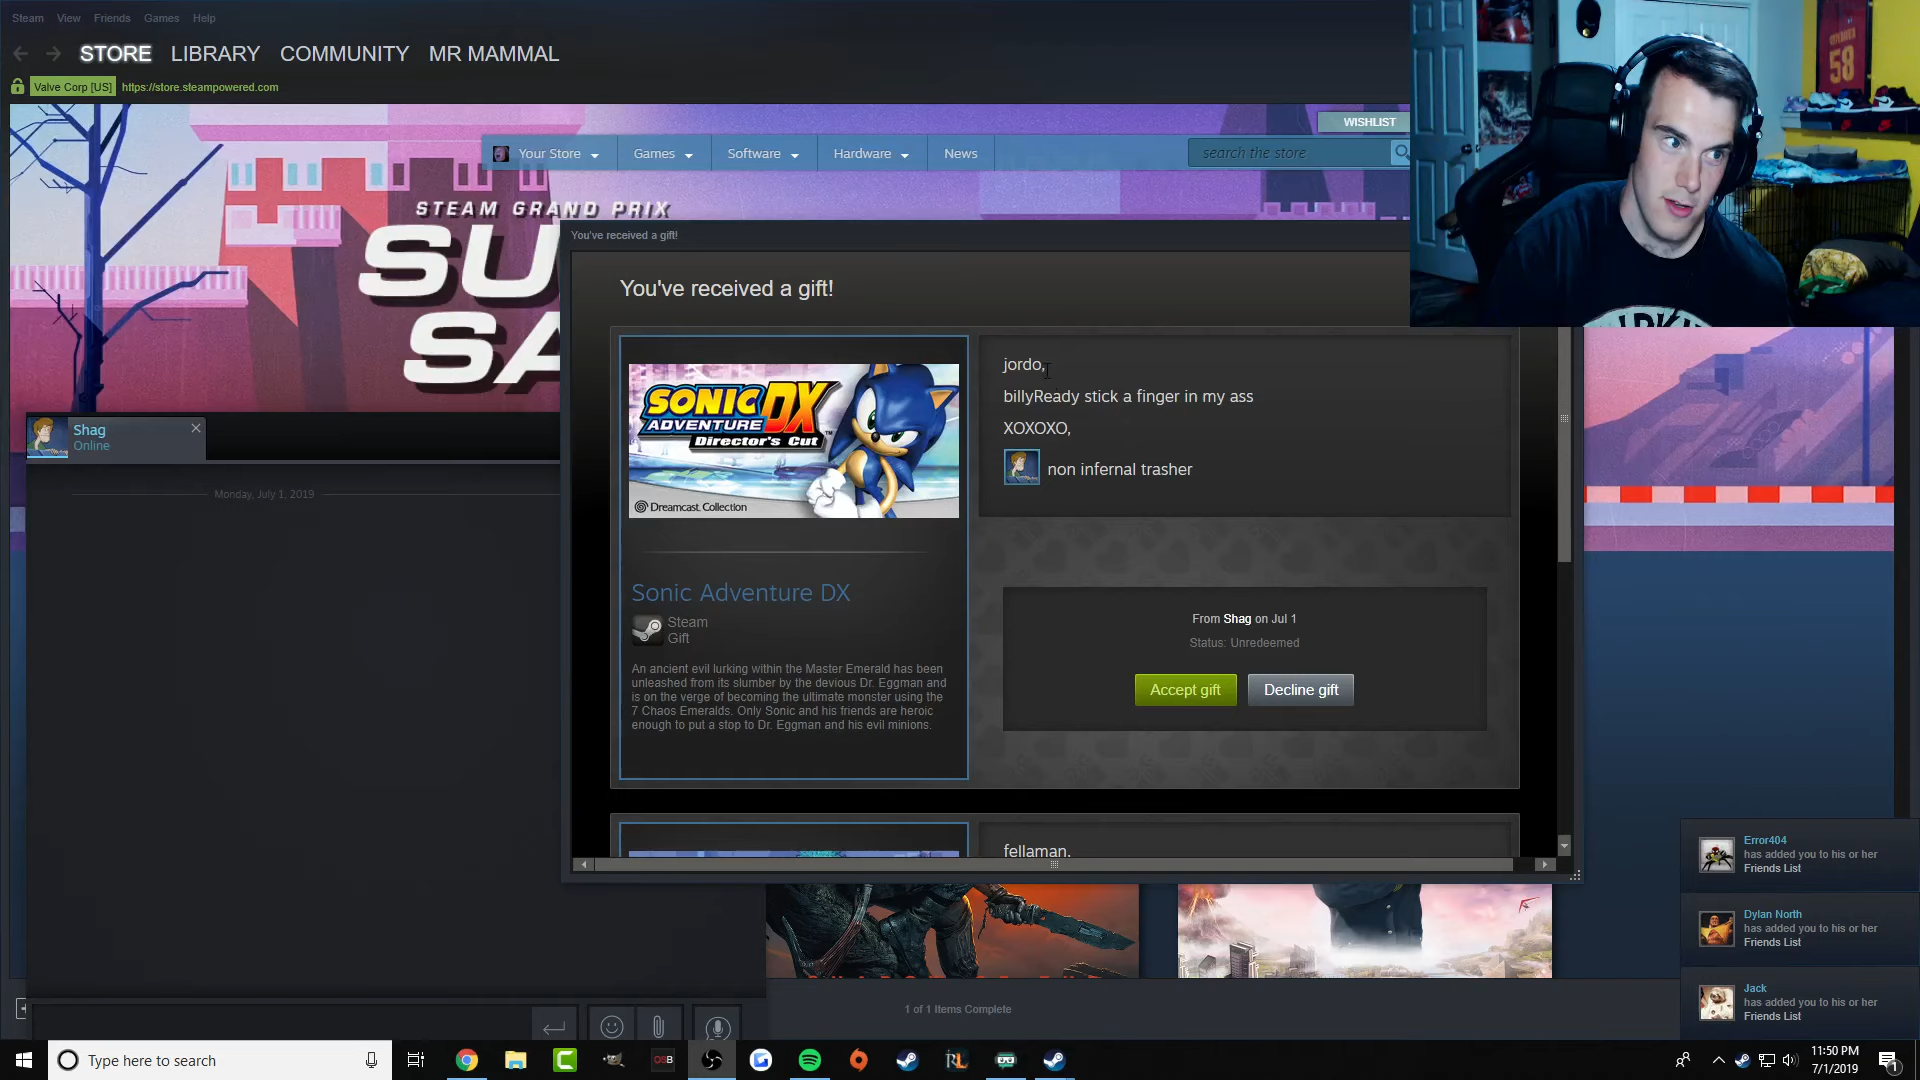 Steam View Friends Games Help
STORE LIBRARY COMMUNITY MR MAMMAL
Valve Corp [US] https://store.steampowered.com
WISHLIST
Your Store Games Software Hardware News
search the store
58
STEAM GRAND PRIX
SU
SA
You've received a gift!
You've received a gift!
SONIC ADVENTURE DX
Director's Cut
Dreamcast Collection
jordo,
billyReady stick a finger in my ass
XOXOXO,
non infernal trasher
Shag
Online
Monday, July 1, 2019
Sonic Adventure DX
Steam
Gift
An ancient evil lurking within the Master Emerald has been
unleashed from its slumber by the devious Dr. Eggman and
is on the verge of becoming the ultimate monster using the
7 Chaos Emeralds. Only Sonic and his friends are heroic
enough to put a stop to Dr. Eggman and his evil minions.
From Shag on Jul 1
Status: Unredeemed
Accept gift Decline gift
fellaman,
Error404
has added you to his or her
Friends List
Dylan North
has added you to his or her
Friends List
Jack
has added you to his or her
Friends List
1 of 1 Items Complete
Type here to search
OSB
RL
11:50 PM
7/1/2019
1